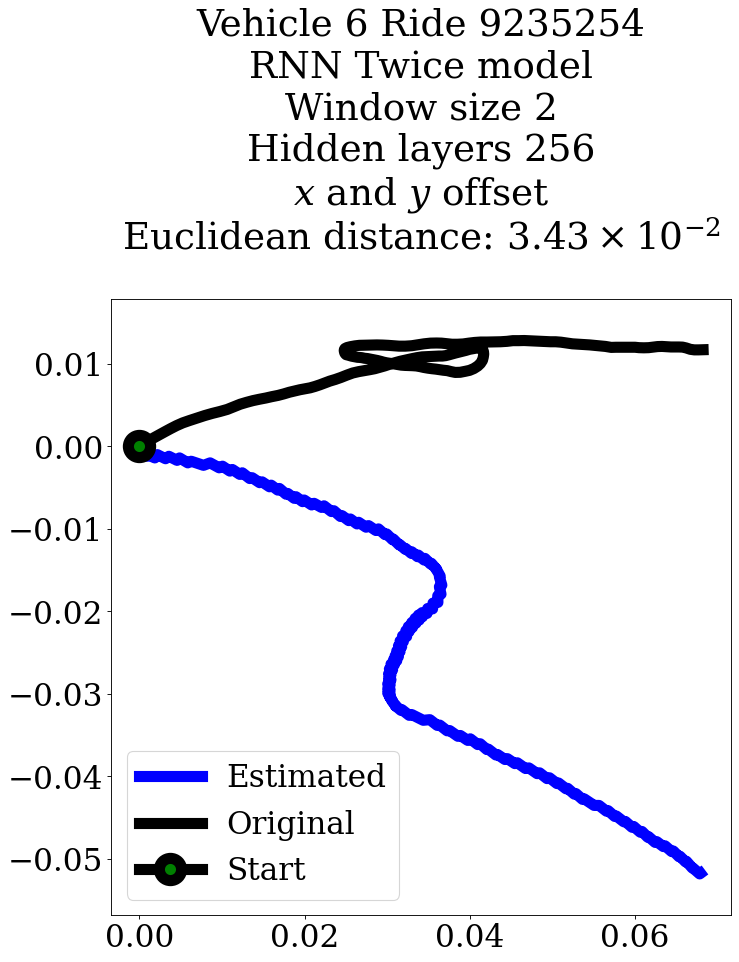 Vehicle 6 Ride 9235254
RNN Twice model
Window size 2
Hidden layers 256
x and y offset
Euclidean distance: 3.43 × 10⁻²
0.01
0.00
−0.01
−0.02
−0.03
−0.04
−0.05
Estimated
Original
Start
0.00 0.02 0.04 0.06